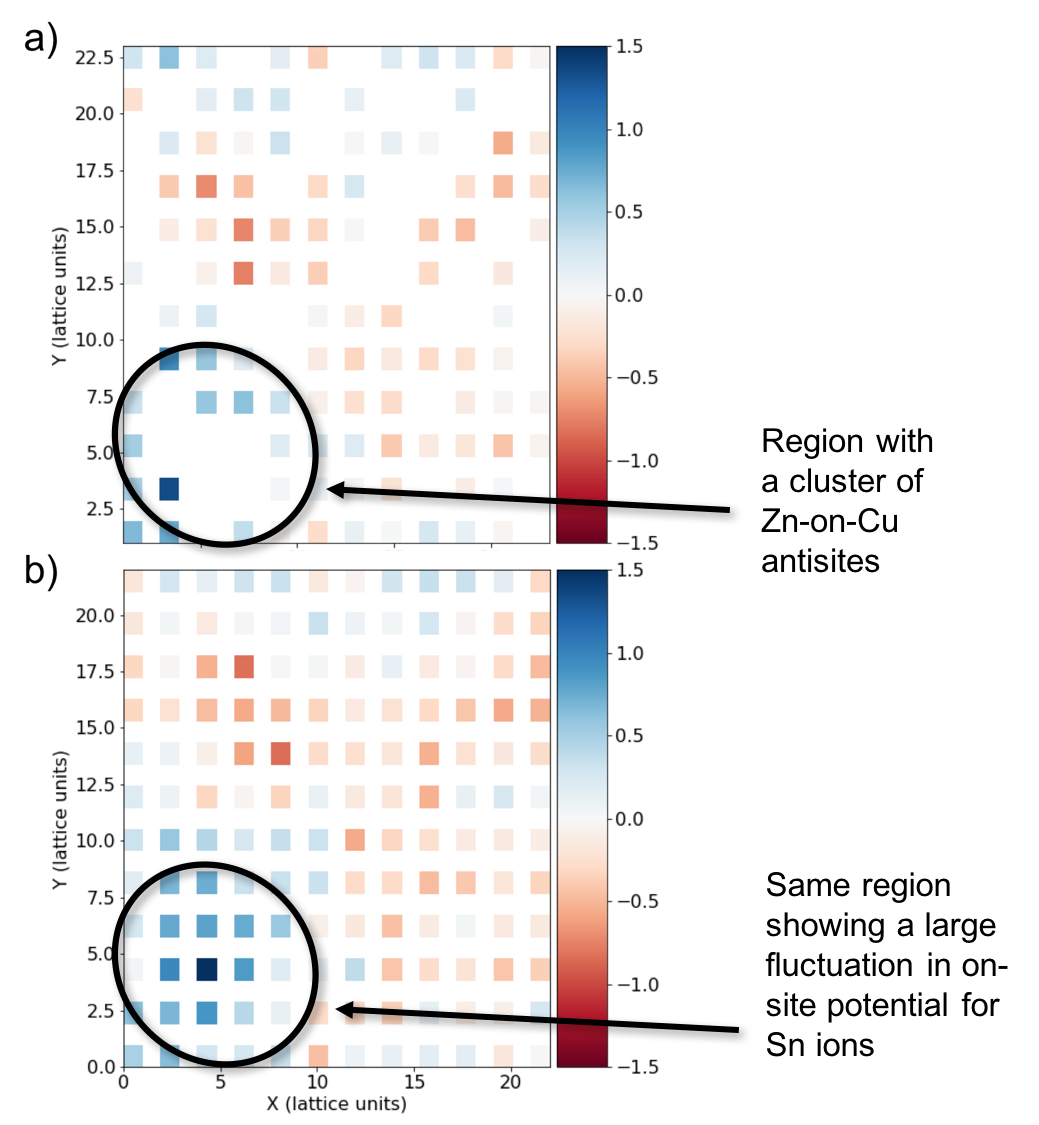 a)
22.5
20.0
17.5
15.0
12.5
10.0
7.5
5.0
2.5
Y (lattice units)
1.5
1.0
0.5
0.0
−0.5
−1.0
−1.5
Region with
a cluster of
Zn-on-Cu
antisites
b)
20.0
17.5
15.0
12.5
10.0
7.5
5.0
2.5
0.0
Y (lattice units)
0
5
10
15
20
X (lattice units)
1.5
1.0
0.5
0.0
−0.5
−1.0
−1.5
Same region
showing a large
fluctuation in on-
site potential for
Sn ions